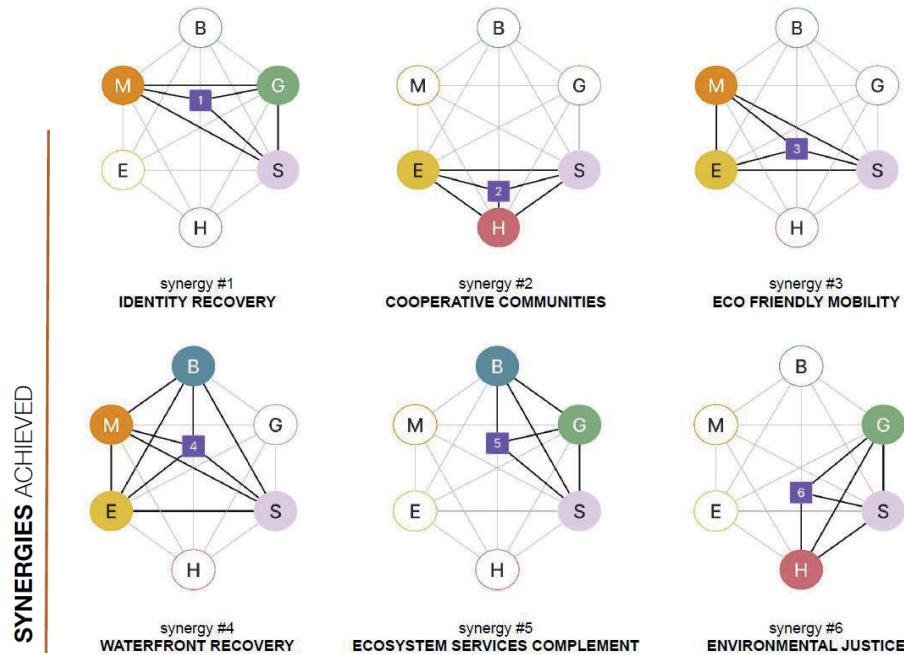 B
M
G
1
E
S
H
synergy #1
IDENTITY RECOVERY
B
M
G
E
S
2
H
synergy #2
COOPERATIVE COMMUNITIES
B
M
G
3
E
S
H
synergy #3
ECO FRIENDLY MOBILITY
SYNERGIES ACHIEVED
B
M
G
4
E
S
H
synergy #4
WATERFRONT RECOVERY
B
M
G
5
E
S
H
synergy #5
ECOSYSTEM SERVICES COMPLEMENT
B
M
G
6
E
S
H
synergy #6
ENVIRONMENTAL JUSTICE